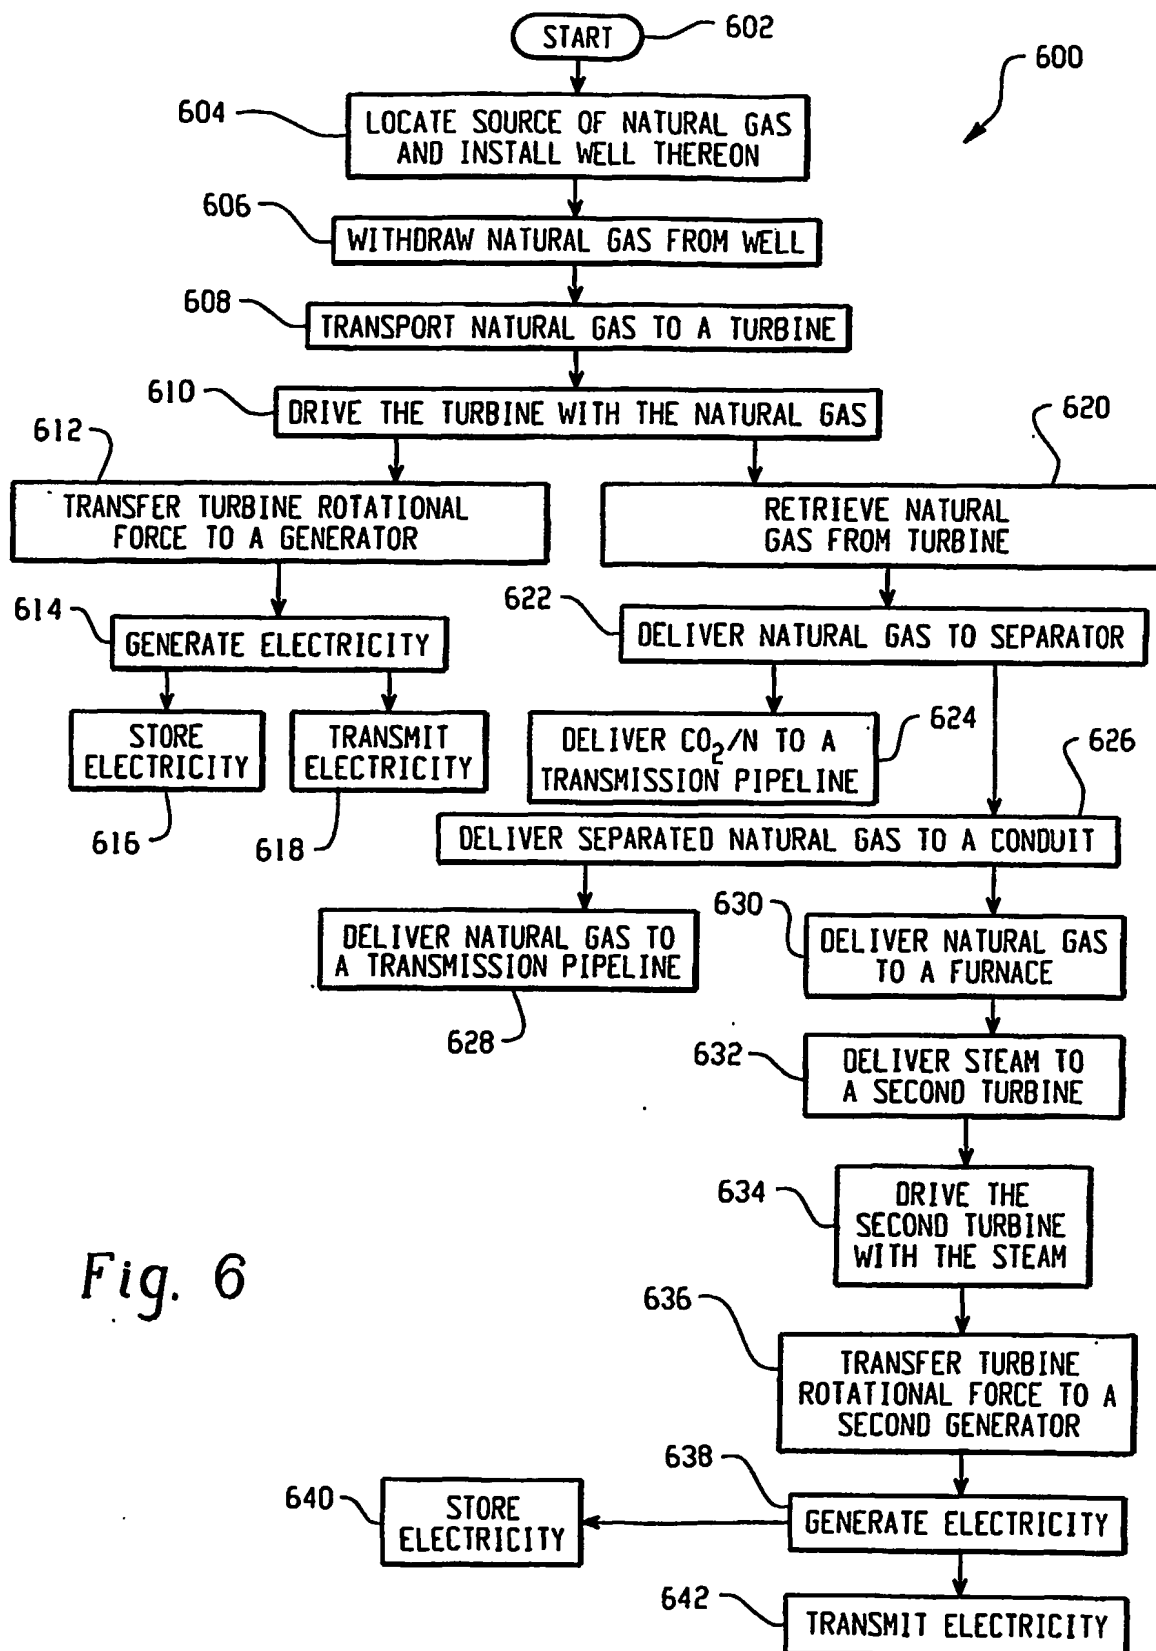 START
602
600
604
LOCATE SOURCE OF NATURAL GAS
AND INSTALL WELL THEREON
606
WITHDRAW NATURAL GAS FROM WELL
608
TRANSPORT NATURAL GAS TO A TURBINE
610
DRIVE THE TURBINE WITH THE NATURAL GAS
612
TRANSFER TURBINE ROTATIONAL
FORCE TO A GENERATOR
620
RETRIEVE NATURAL
GAS FROM TURBINE
614
GENERATE ELECTRICITY
622
DELIVER NATURAL GAS TO SEPARATOR
STORE
ELECTRICITY
616
TRANSMIT
ELECTRICITY
618
DELIVER CO₂/N TO A
TRANSMISSION PIPELINE
624
626
DELIVER SEPARATED NATURAL GAS TO A CONDUIT
DELIVER NATURAL GAS TO
A TRANSMISSION PIPELINE
628
630
DELIVER NATURAL GAS
TO A FURNACE
632
DELIVER STEAM TO
A SECOND TURBINE
634
DRIVE THE
SECOND TURBINE
WITH THE STEAM
Fig. 6
636
TRANSFER TURBINE
ROTATIONAL FORCE TO A
SECOND GENERATOR
638
GENERATE ELECTRICITY
640
STORE
ELECTRICITY
642
TRANSMIT ELECTRICITY